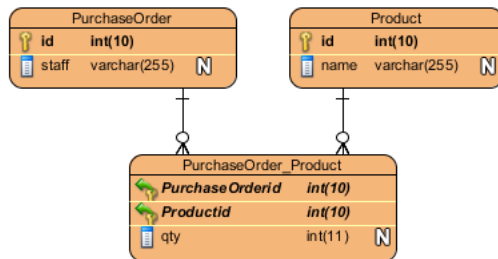 PurchaseOrder
id int(10)
staff varchar(255) N
Product
id int(10)
name varchar(255) N
PurchaseOrder_Product
PurchaseOrderid int(10)
Productid int(10)
qty int(11) N